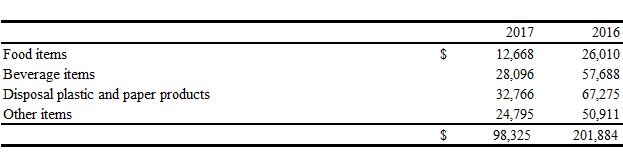 2017 2016
Food items $ 12,668 26,010
Beverage items 28,096 57,688
Disposal plastic and paper products 32,766 67,275
Other items 24,795 50,911
$ 98,325 201,884